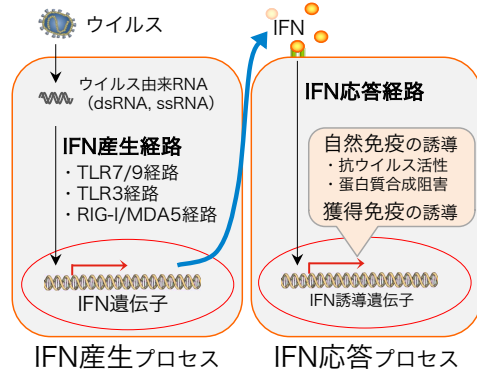 ウイルス
ウイルス由来RNA
(dsRNA, ssRNA)
IFN産生経路
・TLR7/9経路
・TLR3経路
・RIG-I/MDA5経路
IFN遺伝子
IFN産生プロセス
IFN
IFN応答経路
自然免疫の誘導
・抗ウイルス活性
・蛋白質合成阻害
獲得免疫の誘導
IFN誘導遺伝子
IFN応答プロセス